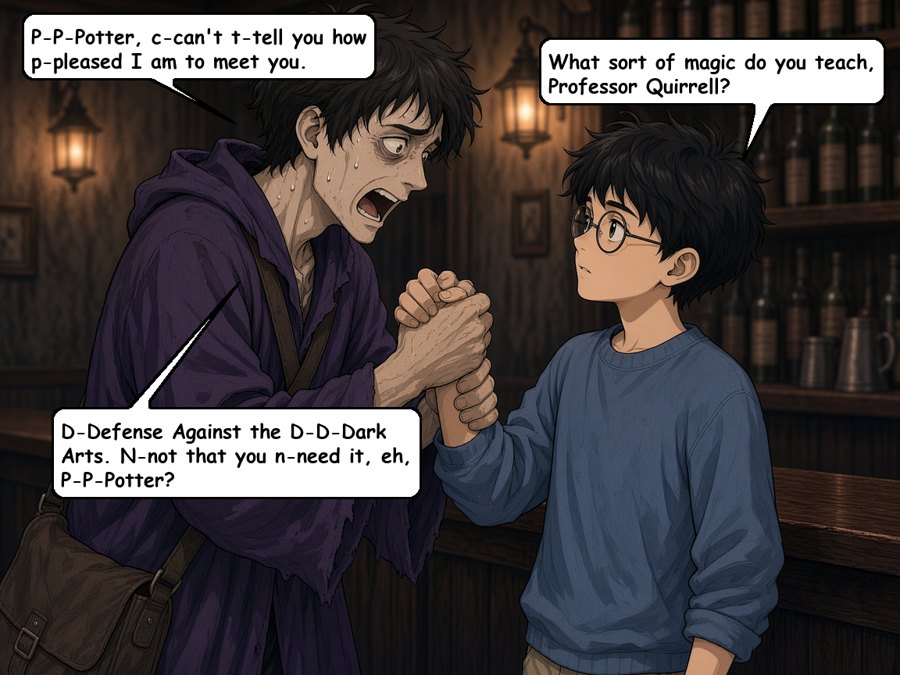 P-P-Potter, c-can't t-tell you how
p-pleased I am to meet you.
What sort of magic do you teach,
Professor Quirrell?
D-Defense Against the D-D-Dark
Arts. N-not that you n-need it, eh,
P-P-Potter?